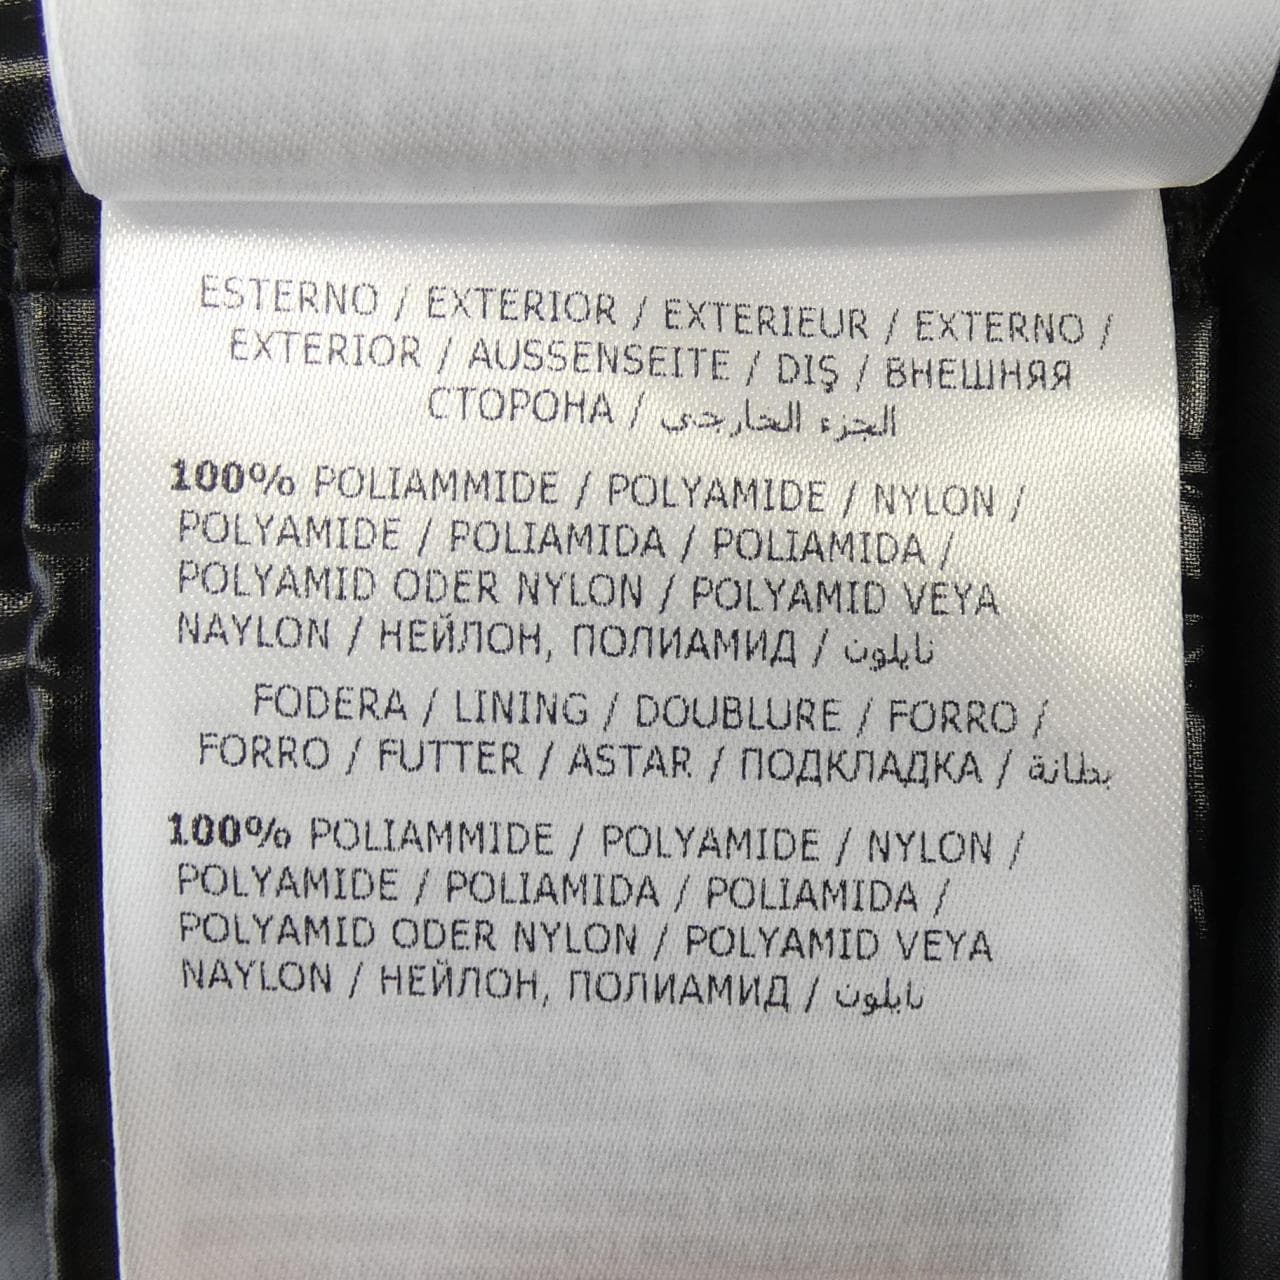 ESTERNO / EXTERIOR / EXTERIEUR / EXTERNO /
EXTERIOR / AUSSENSEITE / DIŞ / ВНЕШНЯЯ
СТОРОНА / الجزء الخارجي
100% POLIAMMIDE / POLYAMIDE / NYLON /
POLYAMIDE / POLIAMIDA / POLIAMIDA /
POLYAMID ODER NYLON / POLYAMID VEYA
NAYLON / НЕЙЛОН, ПОЛИАМИД / نايلون
FODERA / LINING / DOUBLURE / FORRO /
FORRO / FUTTER / ASTAR / ПОДКЛАДКА / بطانة
100% POLIAMMIDE / POLYAMIDE / NYLON /
POLYAMIDE / POLIAMIDA / POLIAMIDA /
POLYAMID ODER NYLON / POLYAMID VEYA
NAYLON / НЕЙЛОН, ПОЛИАМИД / نايلون